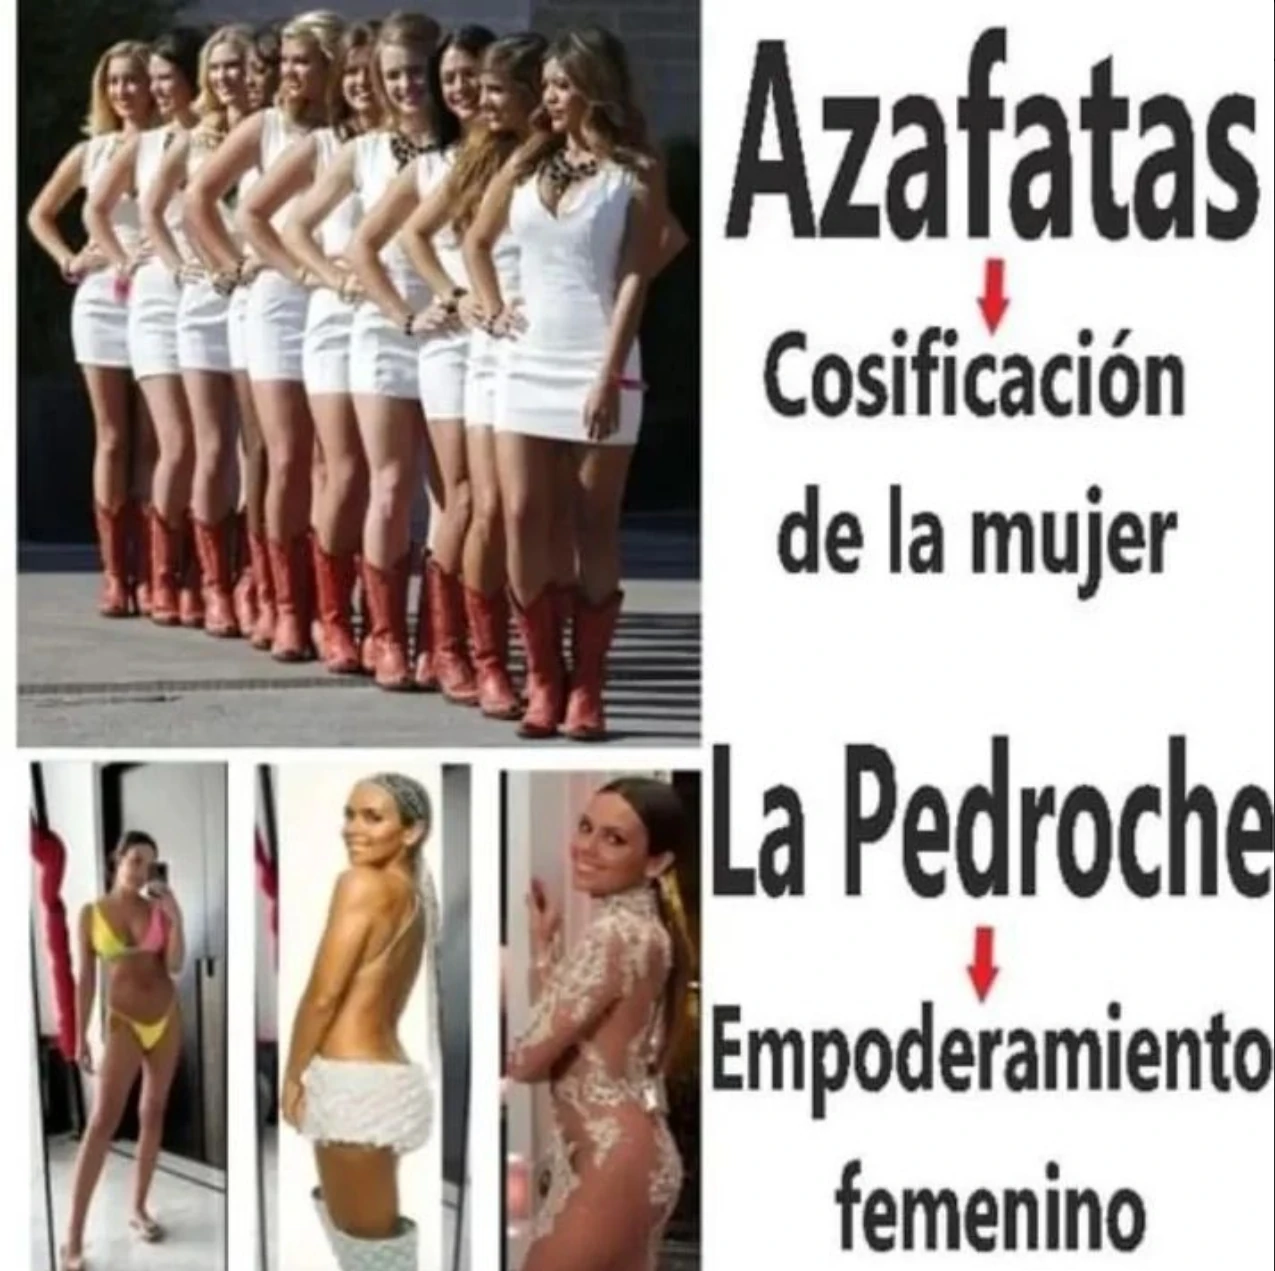 Azafatas
Cosificación
de la mujer
La Pedroche
Empoderamiento
femenino